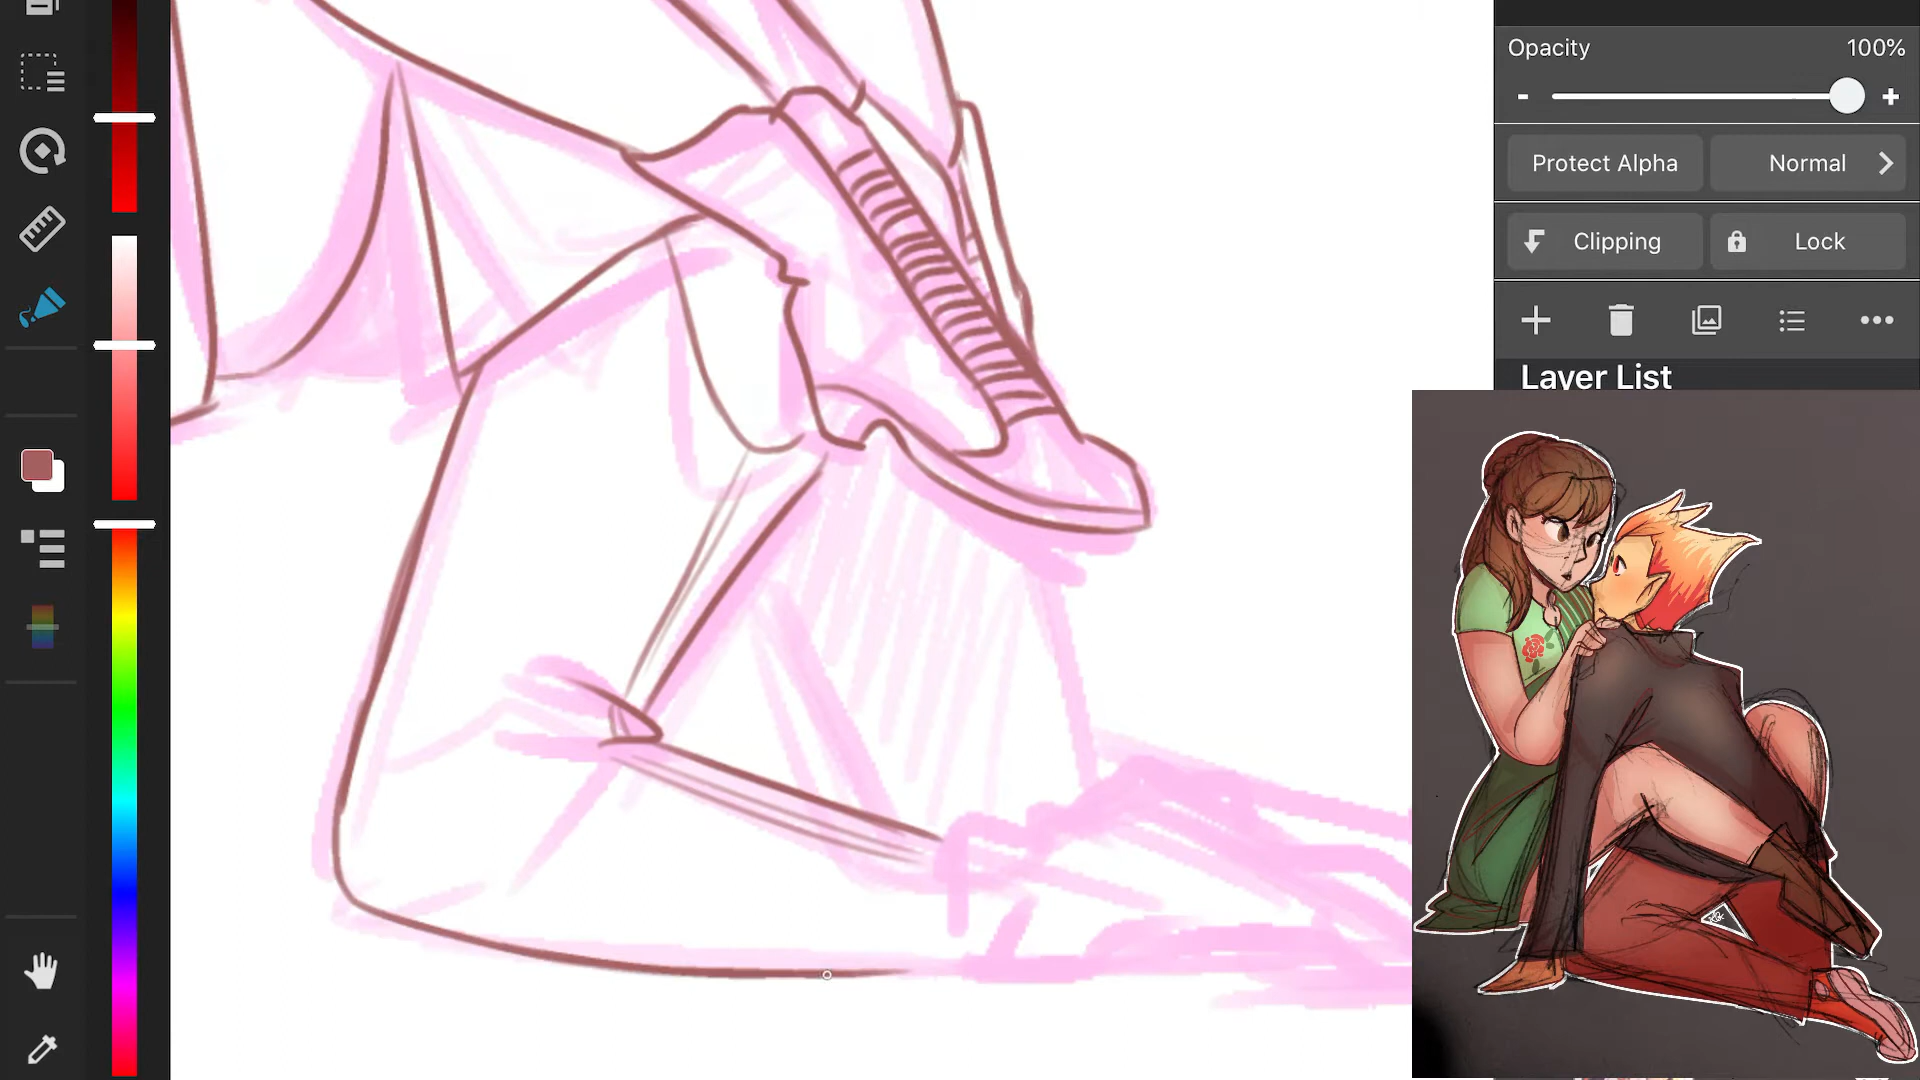 Opacity 100%
- +
Protect Alpha Normal
Clipping Lock
Layer List